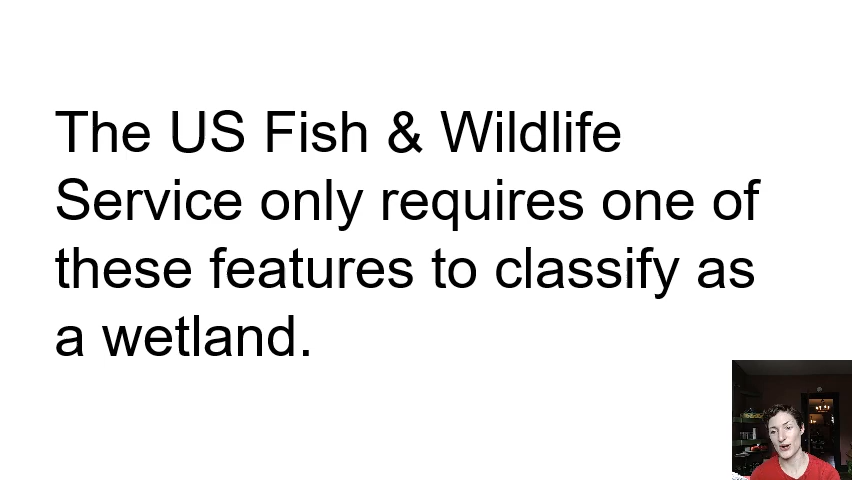 The US Fish & Wildlife
Service only requires one of
these features to classify as
a wetland.